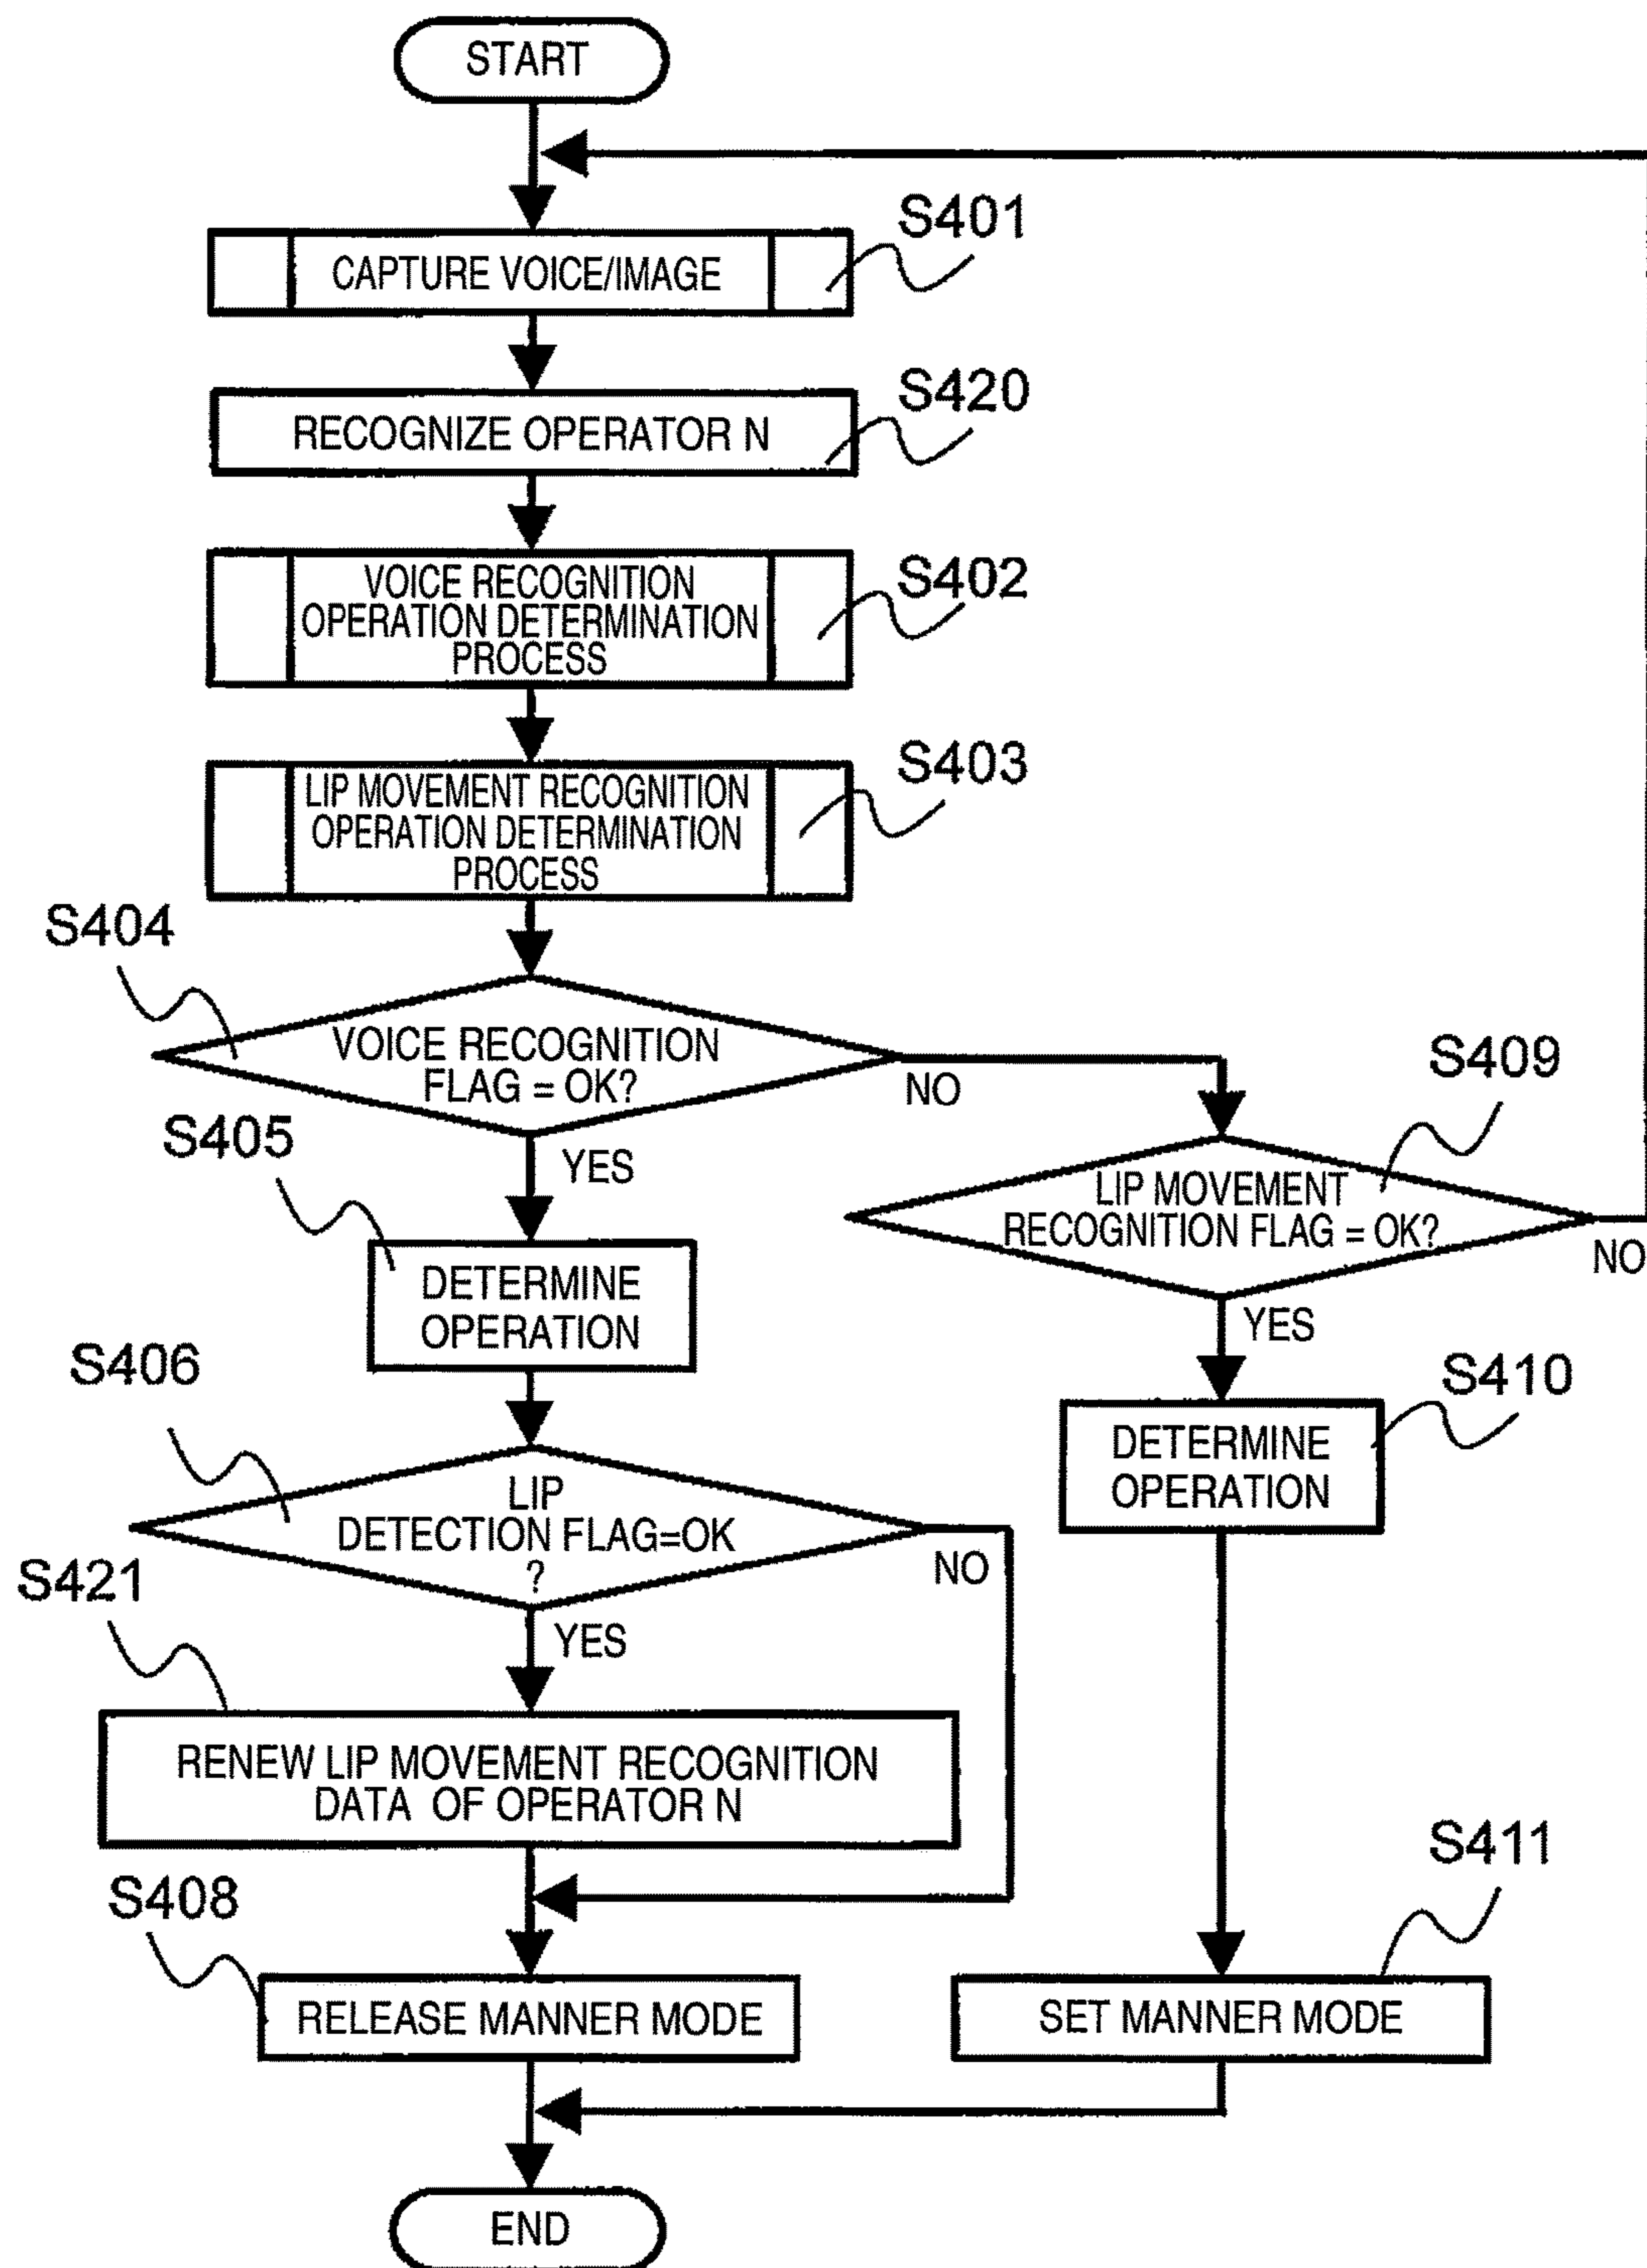 START
S401
CAPTURE VOICE/IMAGE
S420
RECOGNIZE OPERATOR N
S402
VOICE RECOGNITION
OPERATION DETERMINATION
PROCESS
S403
LIP MOVEMENT RECOGNITION
OPERATION DETERMINATION
PROCESS
S404
VOICE RECOGNITION
FLAG = OK?
NO
YES
S409
LIP MOVEMENT
RECOGNITION FLAG = OK?
NO
YES
S405
DETERMINE
OPERATION
S410
DETERMINE
OPERATION
S406
LIP
DETECTION FLAG=OK
?
NO
YES
S421
RENEW LIP MOVEMENT RECOGNITION
DATA OF OPERATOR N
S408
RELEASE MANNER MODE
S411
SET MANNER MODE
END